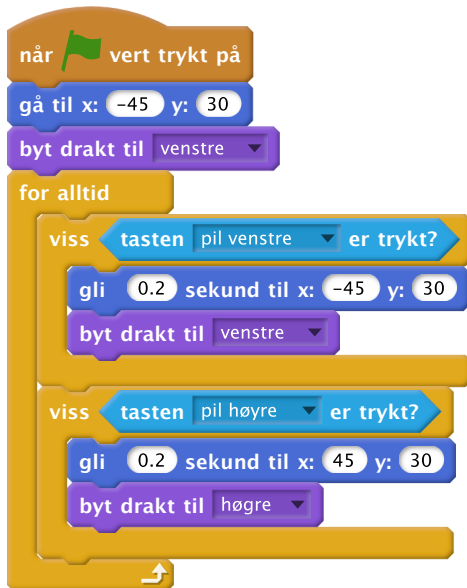 når vert trykt på
gå til x: -45 y: 30
byt drakt til venstre
for alltid
viss tasten pil venstre er trykt?
gli 0.2 sekund til x: -45 y: 30
byt drakt til venstre
viss tasten pil høyre er trykt?
gli 0.2 sekund til x: 45 y: 30
byt drakt til høgre